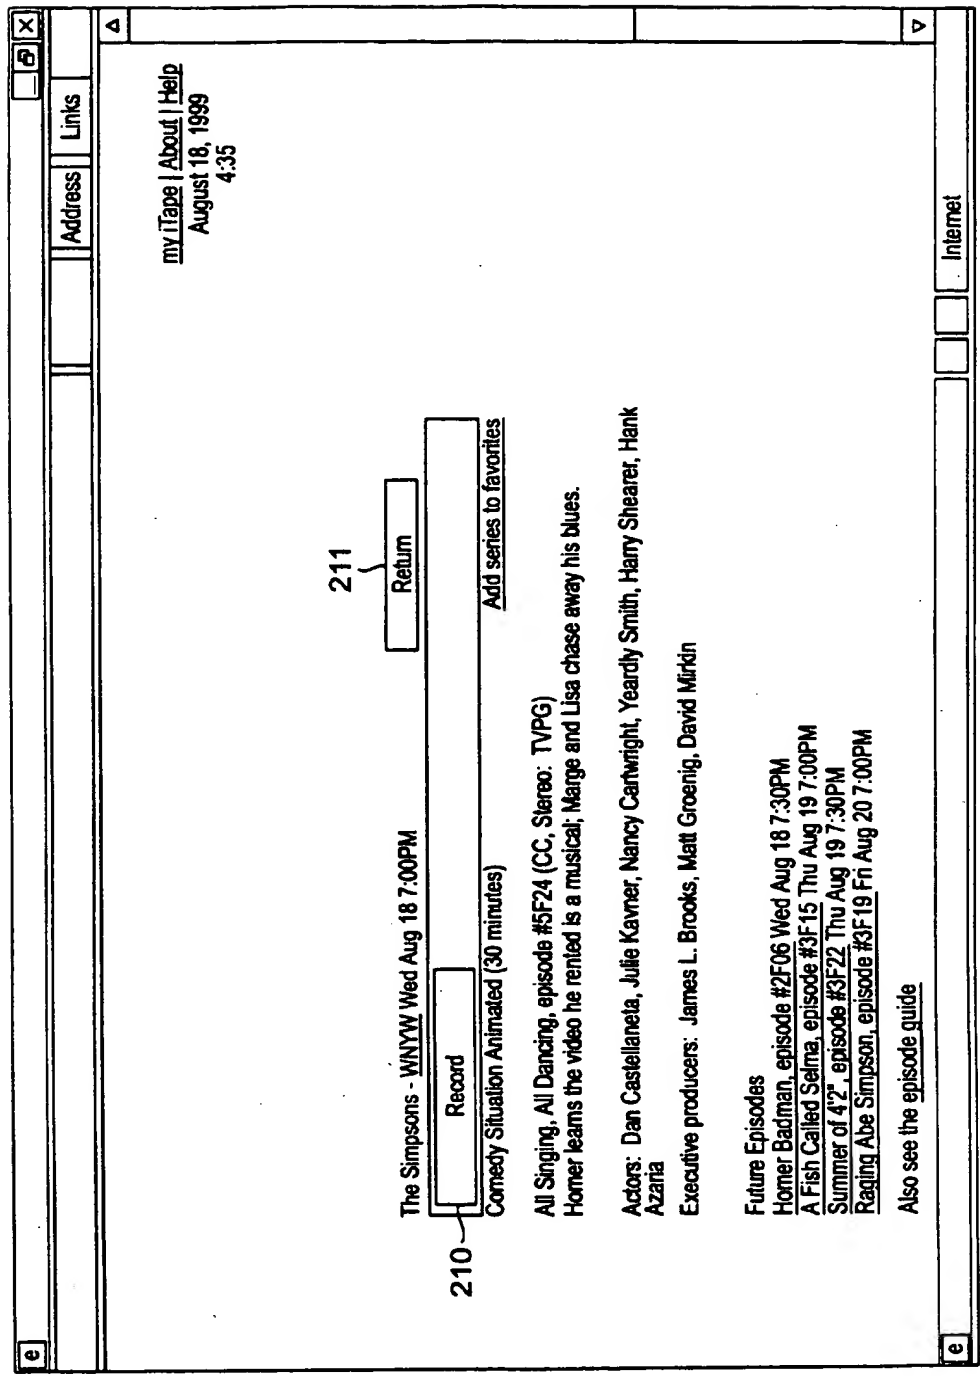 e
_
X
Address
Links
my iTape | About | Help
August 18, 1999
4:35
211
Return
The Simpsons - WNYW Wed Aug 18 7:00PM
210
Record
Comedy Situation Animated (30 minutes)
Add series to favorites
All Singing, All Dancing, episode #5F24 (CC, Stereo: TVPG)
Homer learns the video he rented is a musical; Marge and Lisa chase away his blues.
Actors: Dan Castellaneta, Julie Kavner, Nancy Cartwright, Yeardly Smith, Harry Shearer, Hank
Azaria
Executive producers: James L. Brooks, Matt Groenig, David Mirkin
Future Episodes
Homer Badman, episode #2F06 Wed Aug 18 7:30PM
A Fish Called Selma, episode #3F15 Thu Aug 19 7:00PM
Summer of 4'2", episode #3F22 Thu Aug 19 7:30PM
Raging Abe Simpson, episode #3F19 Fri Aug 20 7:00PM
Also see the episode guide
e
Internet